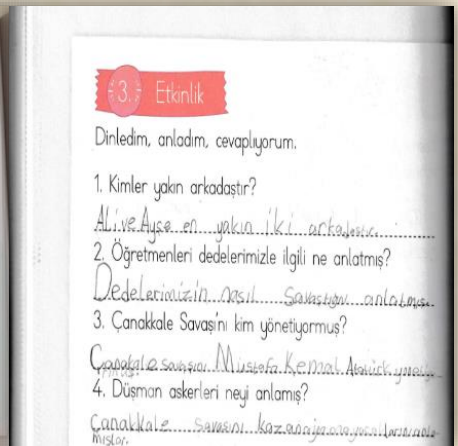 3. Etkinlik
Dinledim, anladım, cevaplıyorum.
1. Kimler yakın arkadaştır?
Ali ve Ayşe en yakın iki arkadaştır.
2. Öğretmenleri dedelerimizle ilgili ne anlatmış?
Dedelerimizin nasıl savaştığını anlatmış.
3. Çanakkale Savaşı'nı kim yönetiyormuş?
Çanakale savaşını Mustafa Kemal Atatürk
4. Düşman askerleri neyi anlamış?
Çanakkale savaşını
mışlar.